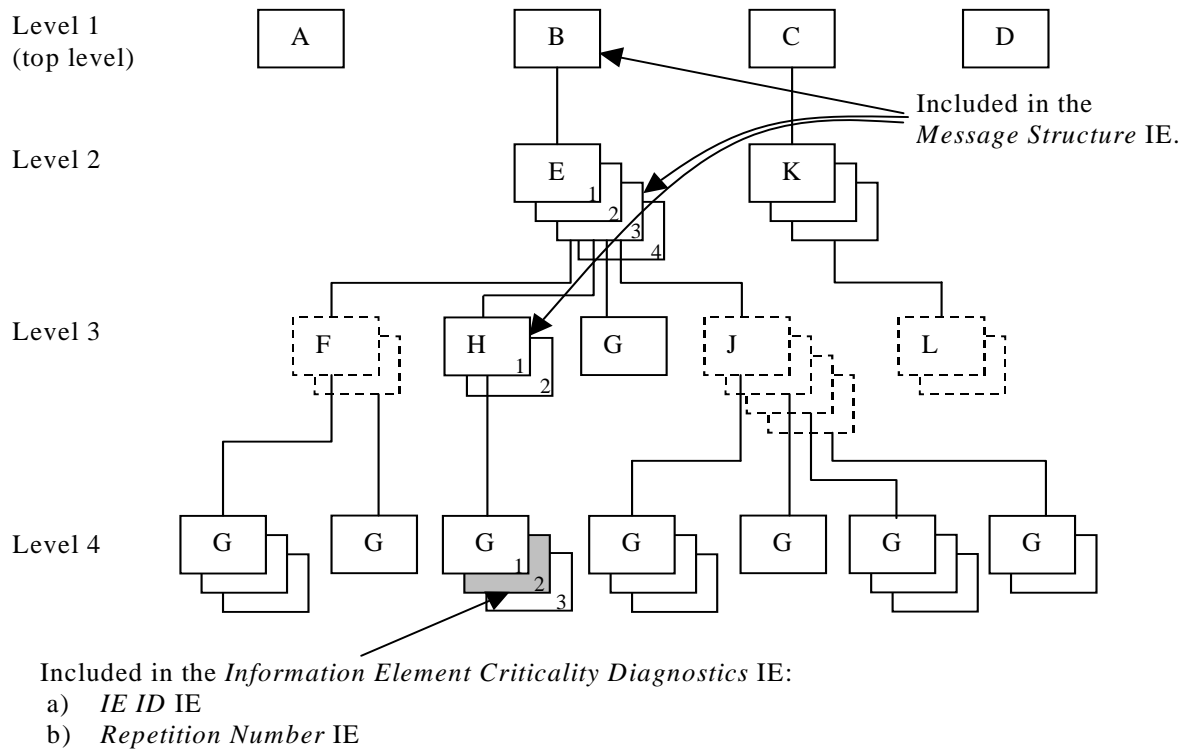 Level 1
(top level)
A
B
C
D
Included in the
Message Structure IE.
Level 2
E
1
2
3
4
K
Level 3
F
H
1
2
G
J
L
Level 4
G
G
G
1
2
3
G
G
G
G
Included in the Information Element Criticality Diagnostics IE:
a) IE ID IE
b) Repetition Number IE